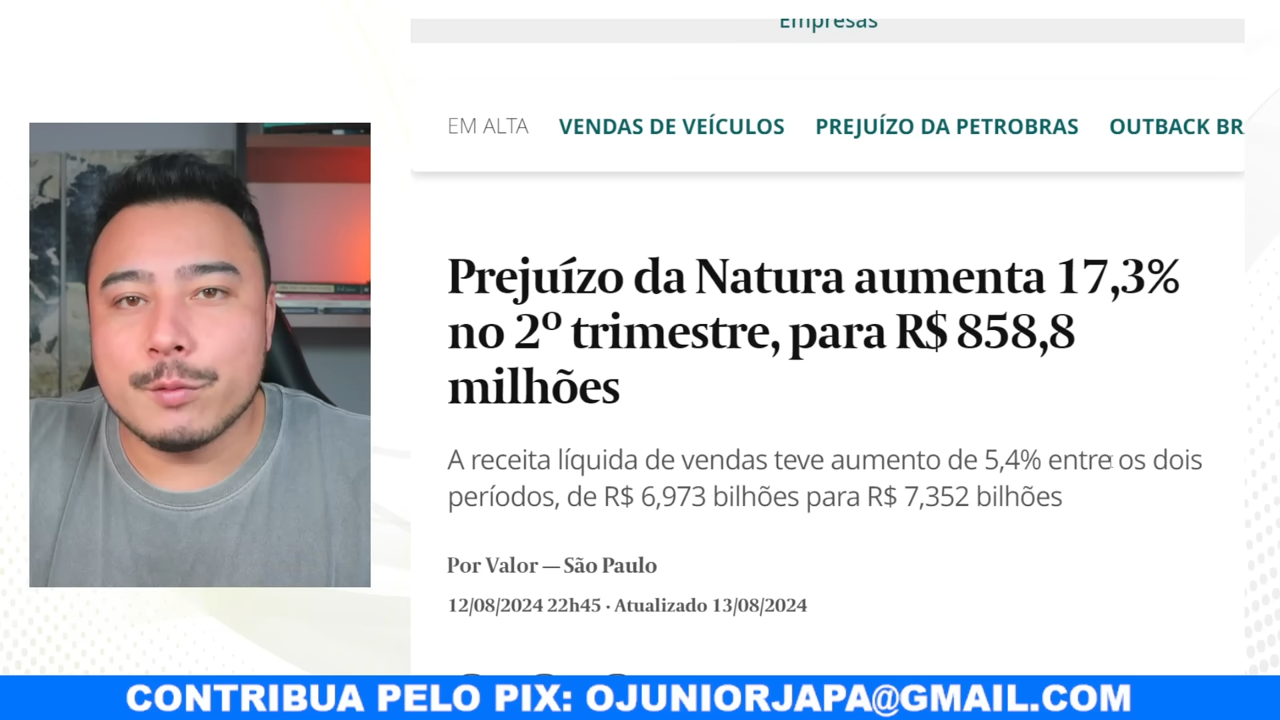 Empresas
EM ALTA VENDAS DE VEÍCULOS PREJUÍZO DA PETROBRAS OUTBACK BR
Prejuízo da Natura aumenta 17,3%
no 2º trimestre, para R$ 858,8
milhões
A receita líquida de vendas teve aumento de 5,4% entre os dois
períodos, de R$ 6,973 bilhões para R$ 7,352 bilhões
Por Valor — São Paulo
12/08/2024 22h45 · Atualizado 13/08/2024
CONTRIBUA PELO PIX: OJUNIORJAPA@GMAIL.COM